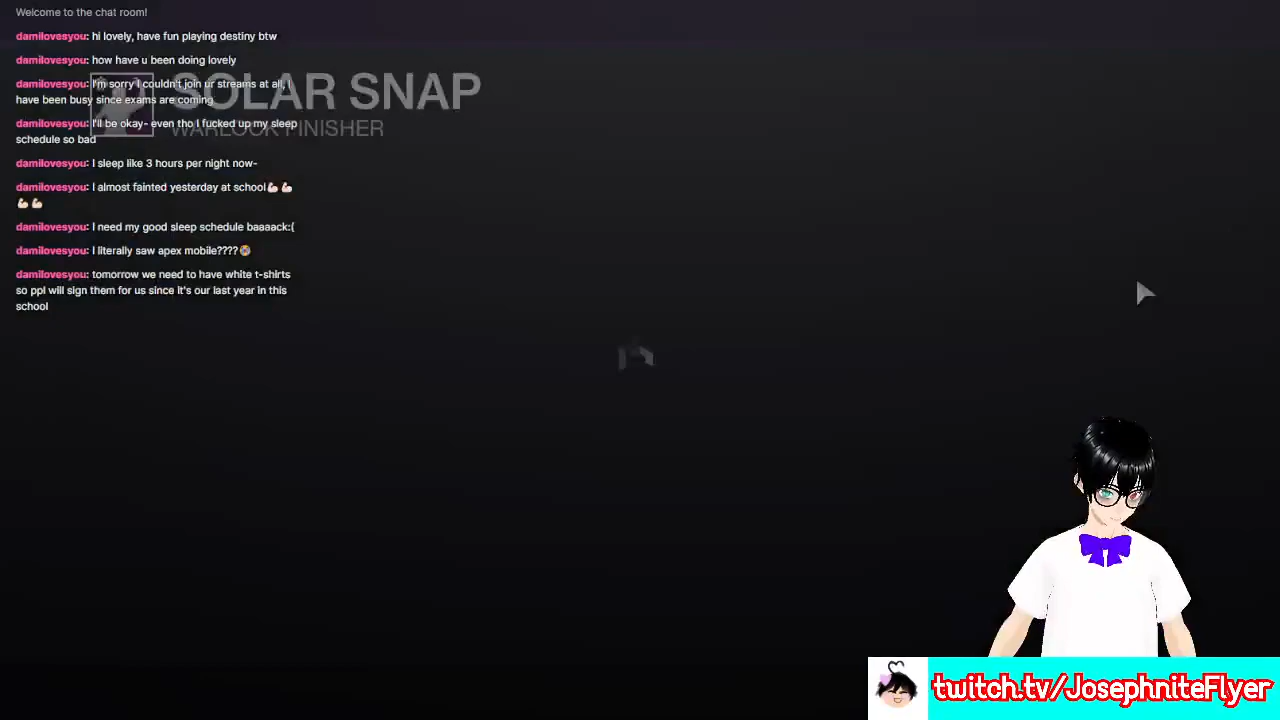 Welcome to the chat room!
damilovesyou: hi lovely, have fun playing destiny btw
damilovesyou: how have u been doing lovely
damilovesyou: I'm sorry I couldn't join ur streams at all, I
have been busy since exams are coming
SOLAR SNAP
WARLOCK FINISHER
damilovesyou: I'll be okay- even tho I fucked up my sleep
schedule so bad
damilovesyou: I sleep like 3 hours per night now-
damilovesyou: I almost fainted yesterday at school💪🏻💪🏻
💪🏻💪🏻
damilovesyou: I need my good sleep schedule baaaack:(
damilovesyou: I literally saw apex mobile????😭
damilovesyou: tomorrow we need to have white t-shirts
so ppl will sign them for us since it's our last year in this
school
twitch.tv/JosephniteFlyer